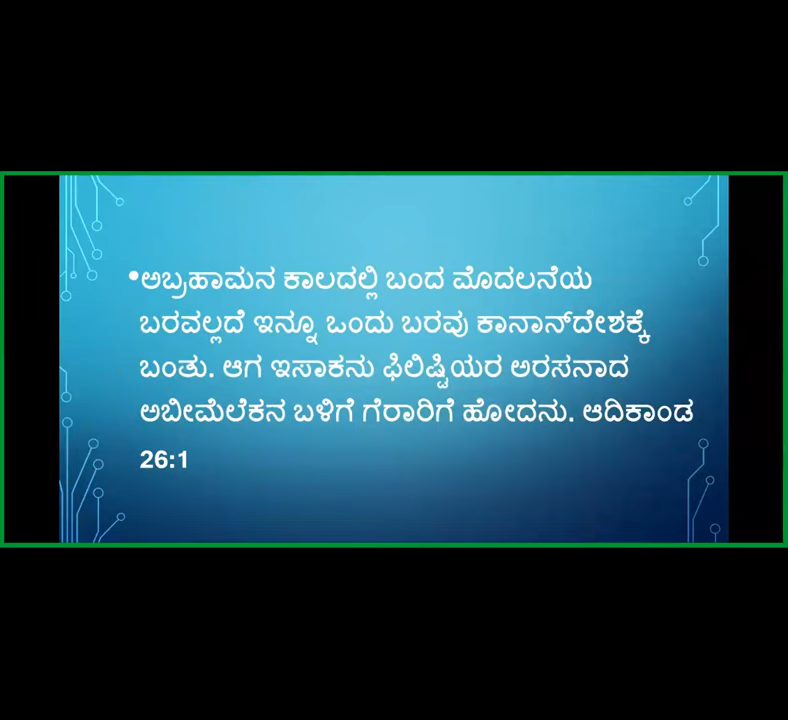 •ಅಬ್ರಹಾಮನ ಕಾಲದಲ್ಲಿ ಬಂದ ಮೊದಲನೆಯ
ಬರವಲ್ಲದೆ ಇನ್ನೂ ಒಂದು ಬರವು ಕಾನಾನ್‌ದೇಶಕ್ಕೆ
ಬಂತು. ಆಗ ಇಸಾಕನು ಫಿಲಿಷ್ಟಿಯರ ಅರಸನಾದ
ಅಬೀಮೆಲೆಕನ ಬಳಿಗೆ ಗೆರಾರಿಗೆ ಹೋದನು. ಆದಿಕಾಂಡ
26:1